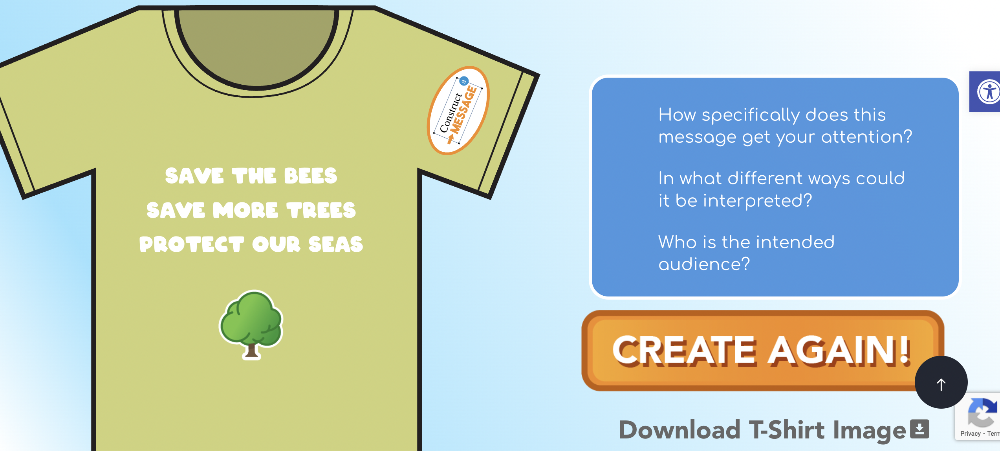 a
Construct
MESSAGE
SAVE THE BEES
SAVE MORE TREES
PROTECT OUR SEAS
How specifically does this
message get your attention?
In what different ways could
it be interpreted?
Who is the intended
audience?
CREATE AGAIN!
Download T-Shirt Image
Privacy -